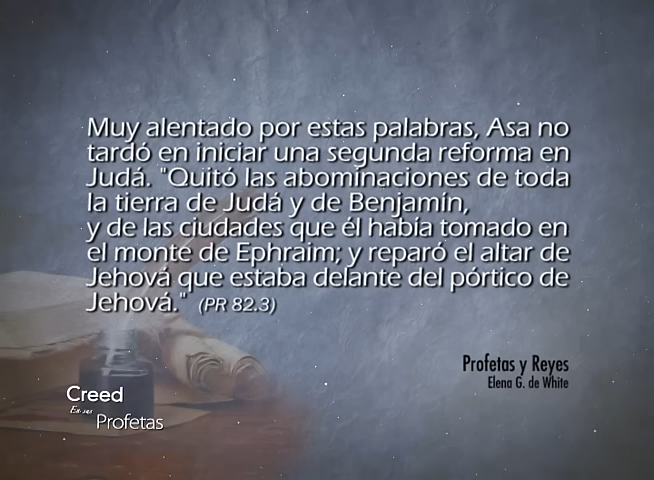 Muy alentado por estas palabras, Asa no
tardó en iniciar una segunda reforma en
Judá. "Quitó las abominaciones de toda
la tierra de Judá y de Benjamín,
y de las ciudades que él había tomado en
el monte de Ephraim; y reparó el altar de
Jehová que estaba delante del pórtico de
Jehová." (PR 82.3)
Profetas y Reyes
Elena G. de White
Creed
En sus
Profetas